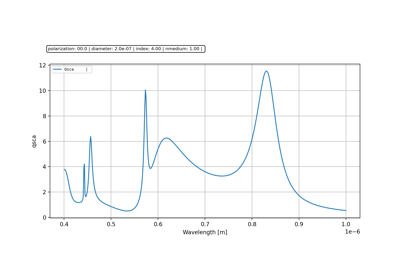 polarization: 00.0 | diameter: 2.0e-07 | index: 4.00 | nmedium: 1.00 |
Qsca |
12
10
8
6
4
2
0
qsca
0.4 0.5 0.6 0.7 0.8 0.9 1.0
Wavelength [m]
1e−6